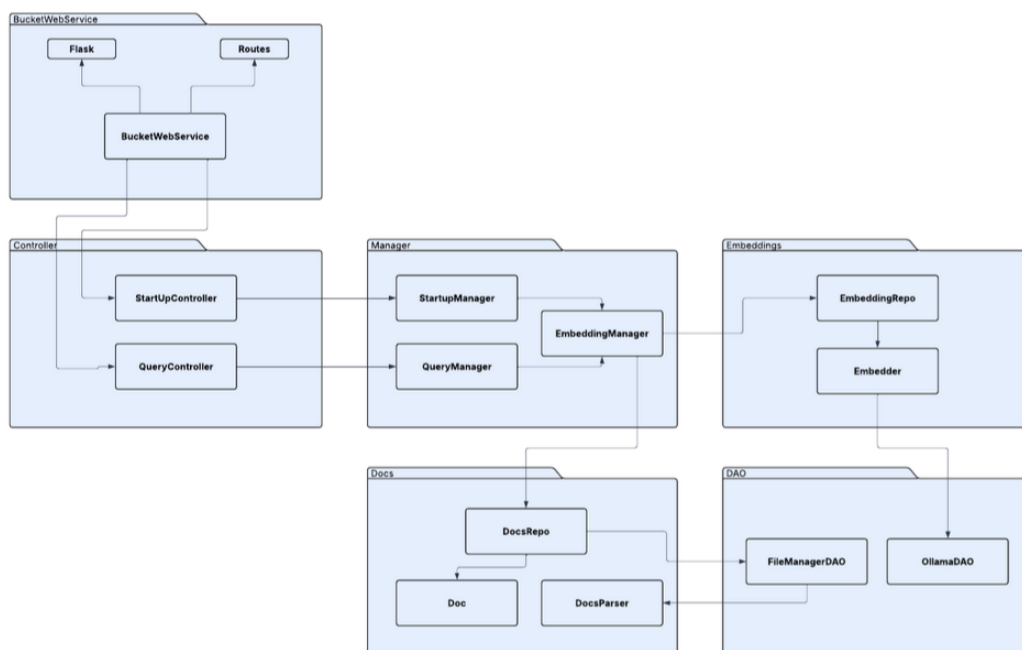 BucketWebService
Flask
Routes
BucketWebService
Controller
StartUpController
QueryController
Manager
StartupManager
EmbeddingManager
QueryManager
Embeddings
EmbeddingRepo
Embedder
Docs
DocsRepo
Doc
DocsParser
DAO
FileManagerDAO
OllamaDAO